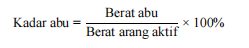 Kadar abu = Berat abu / Berat arang aktif × 100%